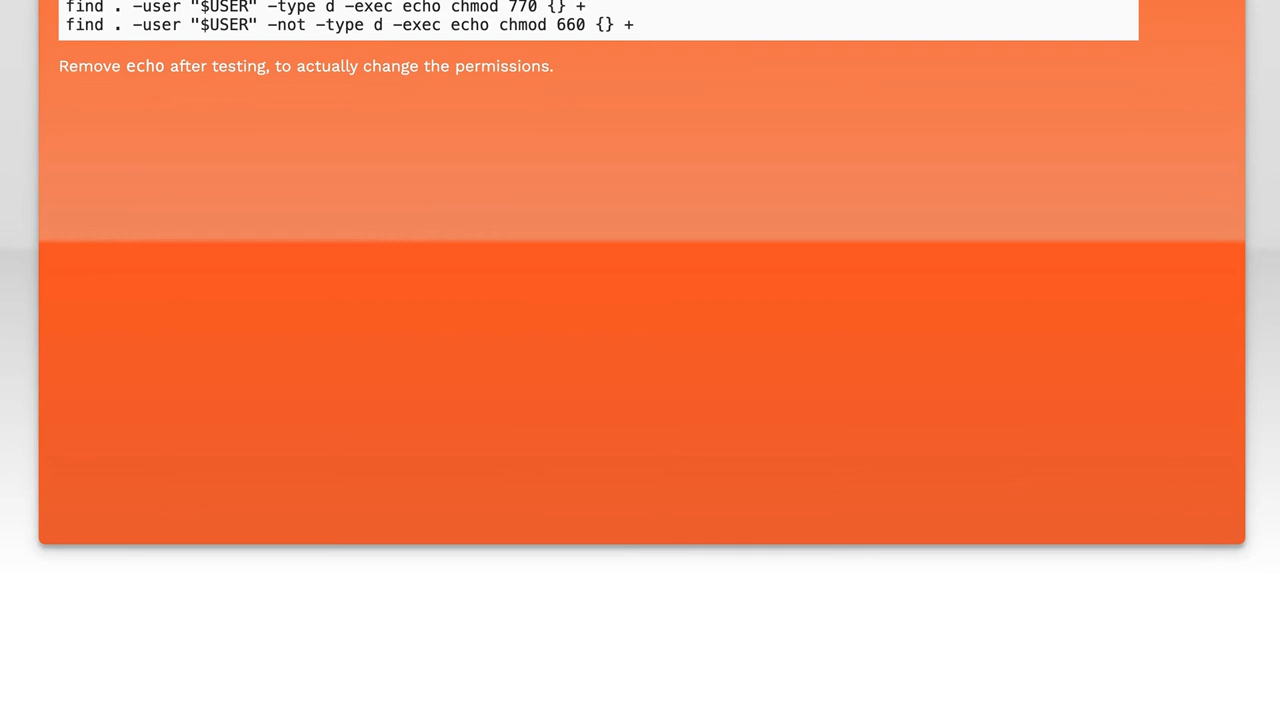 find . -user "$USER" -type d -exec echo chmod 770 {} +
find . -user "$USER" -not -type d -exec echo chmod 660 {} +
Remove echo after testing, to actually change the permissions.